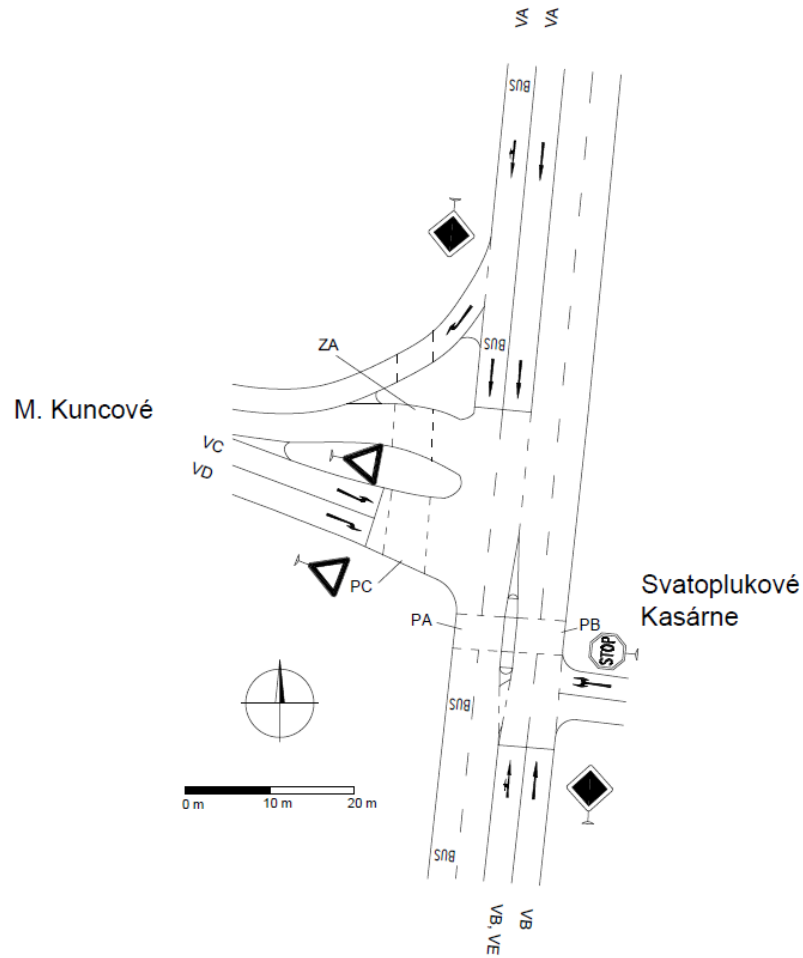 VA
VA
BUS
ZA
BUS
M. Kuncové
VC
VD
PC
Svatoplukové
Kasárne
PA
PB
STOP
BUS
0 m
10 m
20 m
BUS
VB, VE
VB